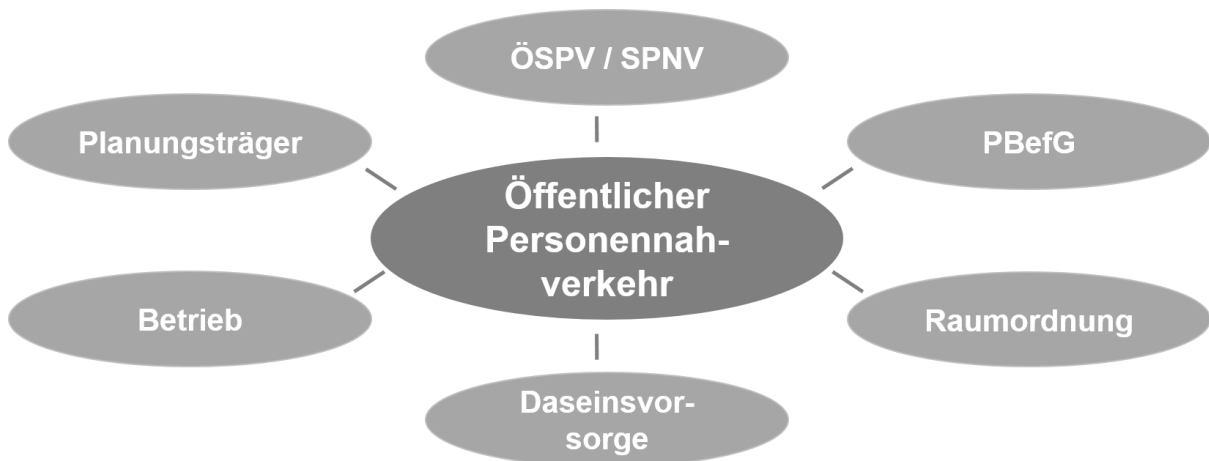 ÖSPV / SPNV
Planungsträger
PBefG
Öffentlicher
Personennah-
verkehr
Betrieb
Raumordnung
Daseinsvor-
sorge